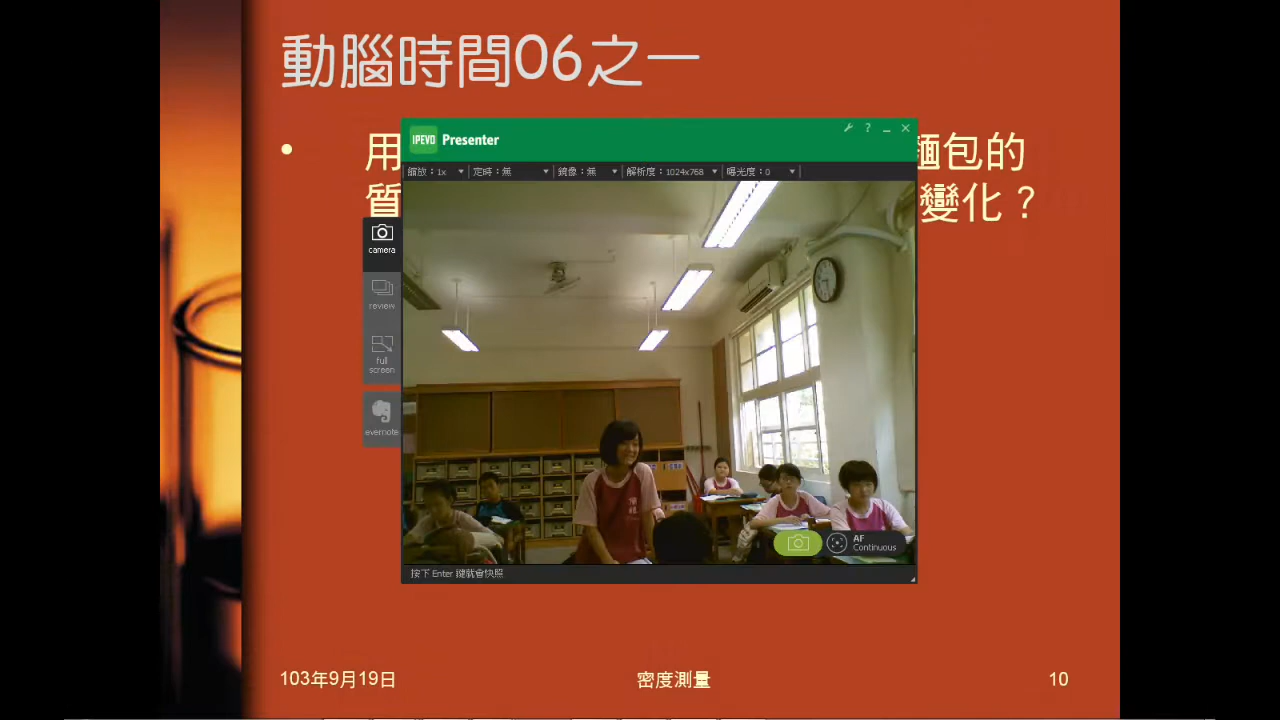 動腦時間06之一
• 用 麵包的
質 變化？
IPEVO Presenter
縮放：1x 定時：無 鏡像：無 解析度：1024x768 曝光度：0
camera
review
full
screen
evernote
AF
Continuous
按下 Enter 鍵就會快照
103年9月19日 密度測量 10